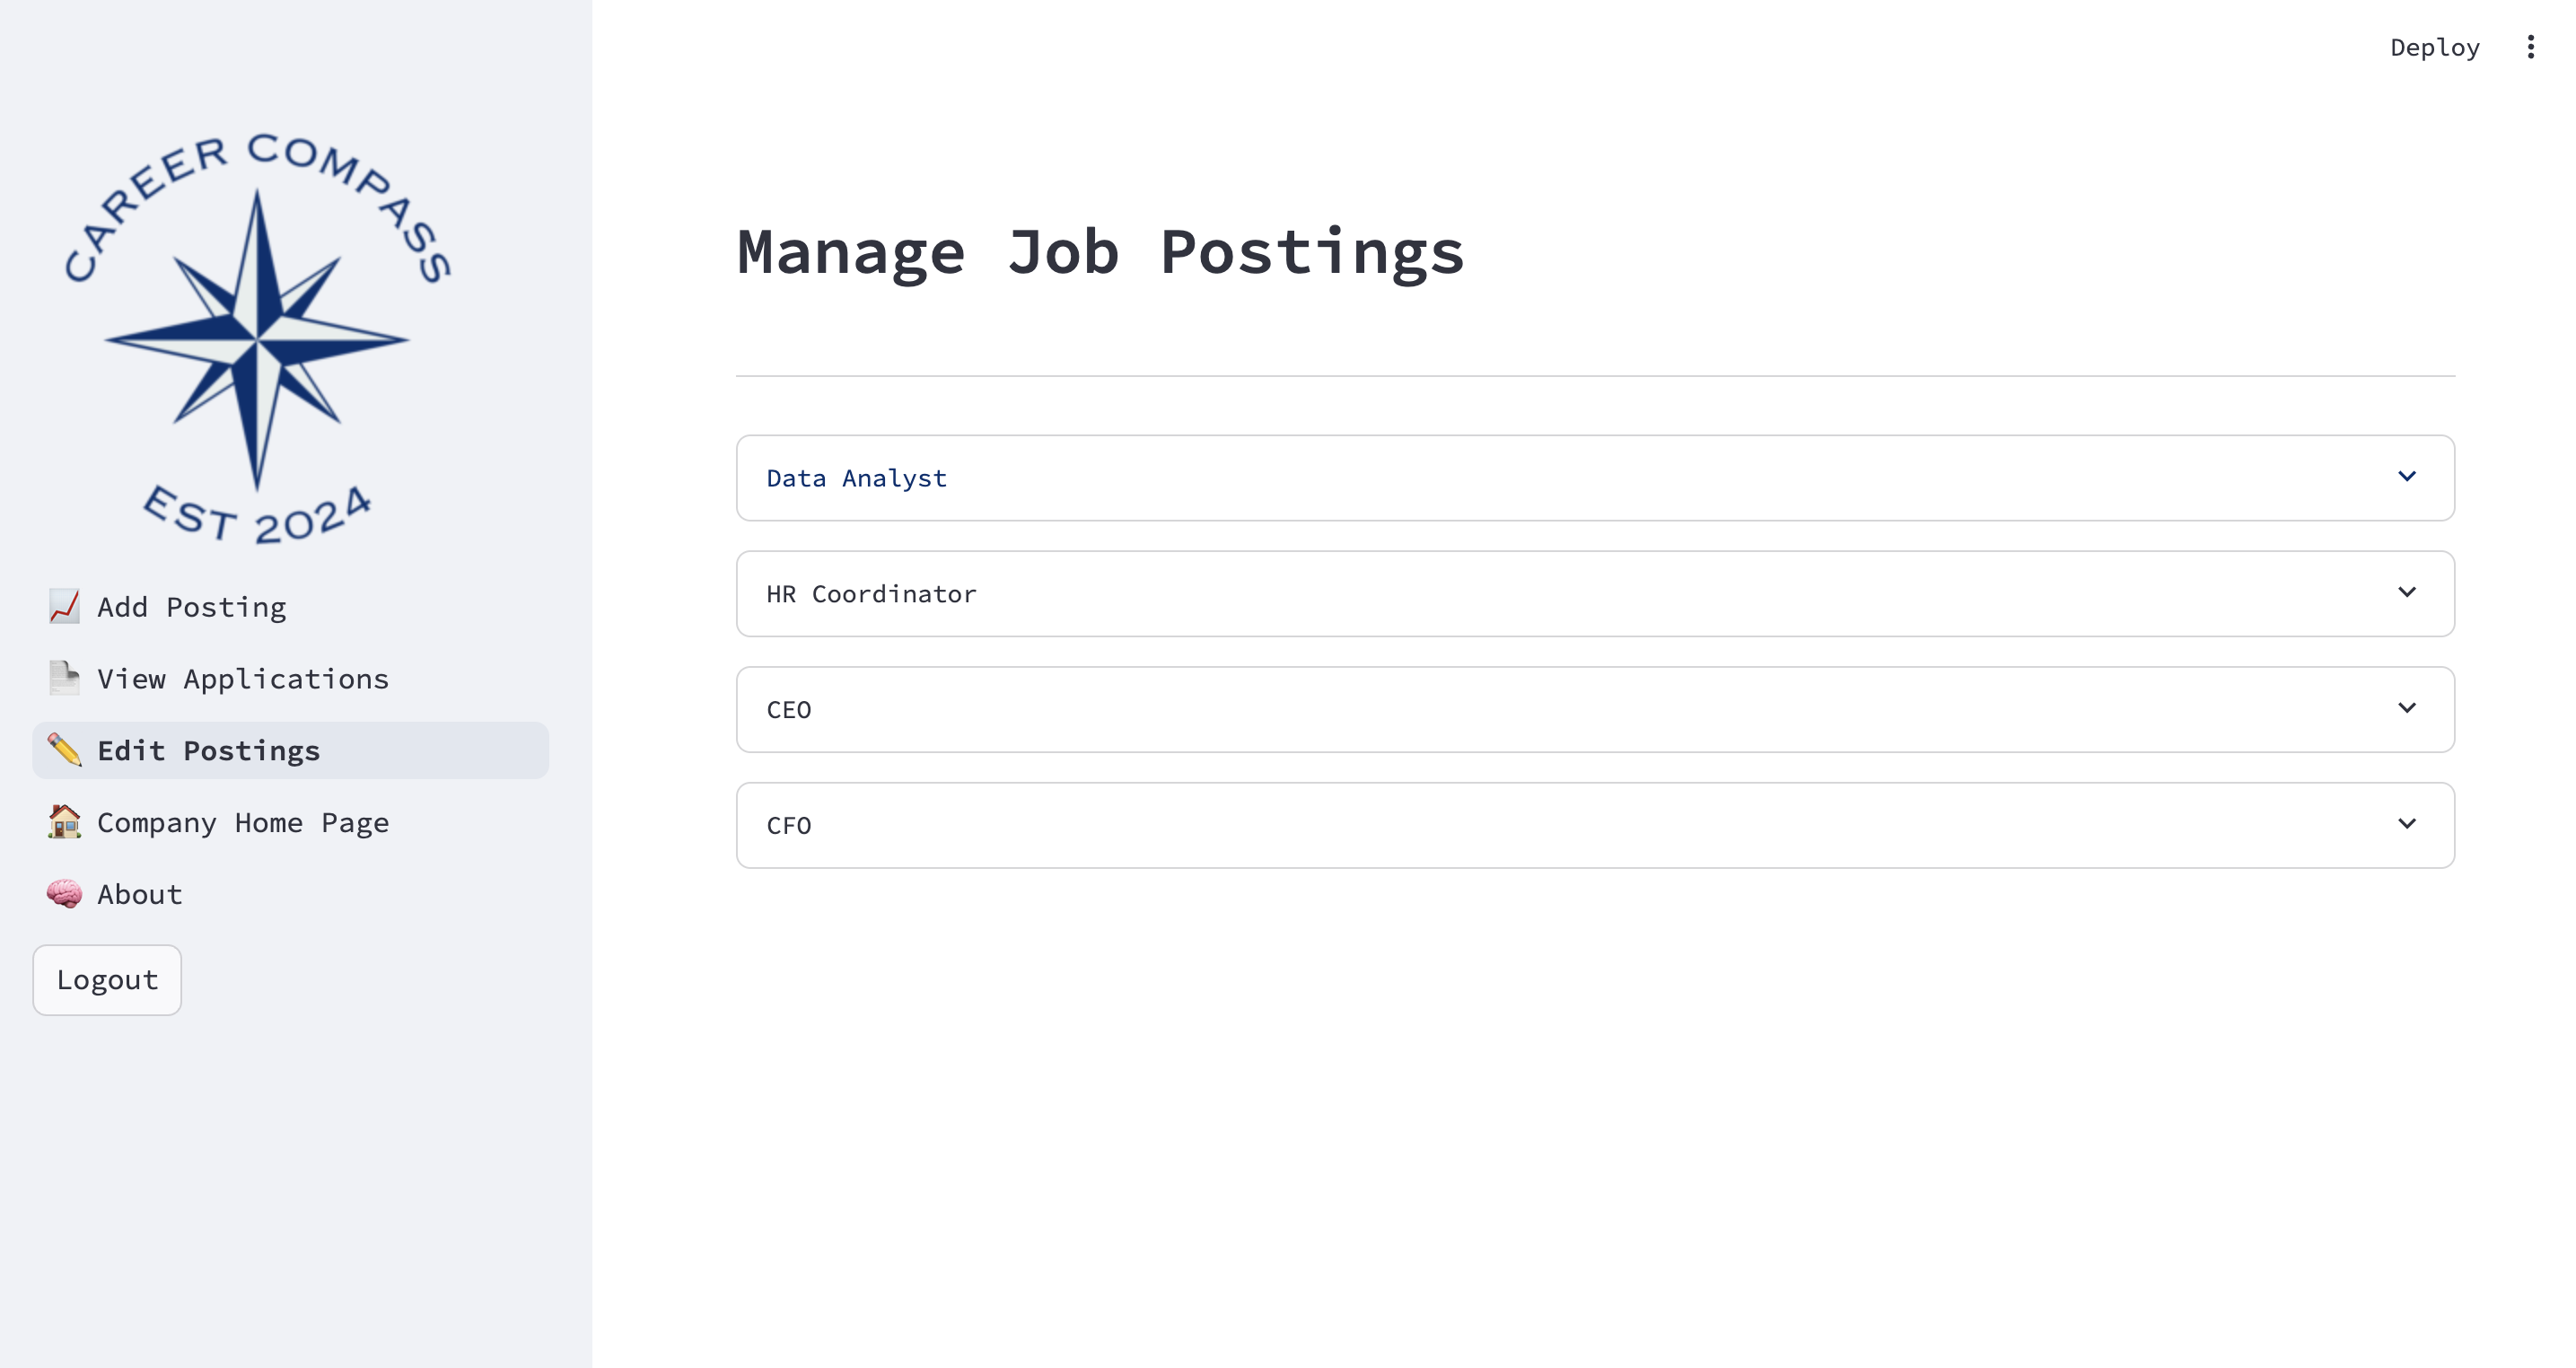 Deploy
CAREER COMPASS
EST 2024
Add Posting
View Applications
Edit Postings
Company Home Page
About
Logout
Manage Job Postings
Data Analyst
HR Coordinator
CEO
CFO